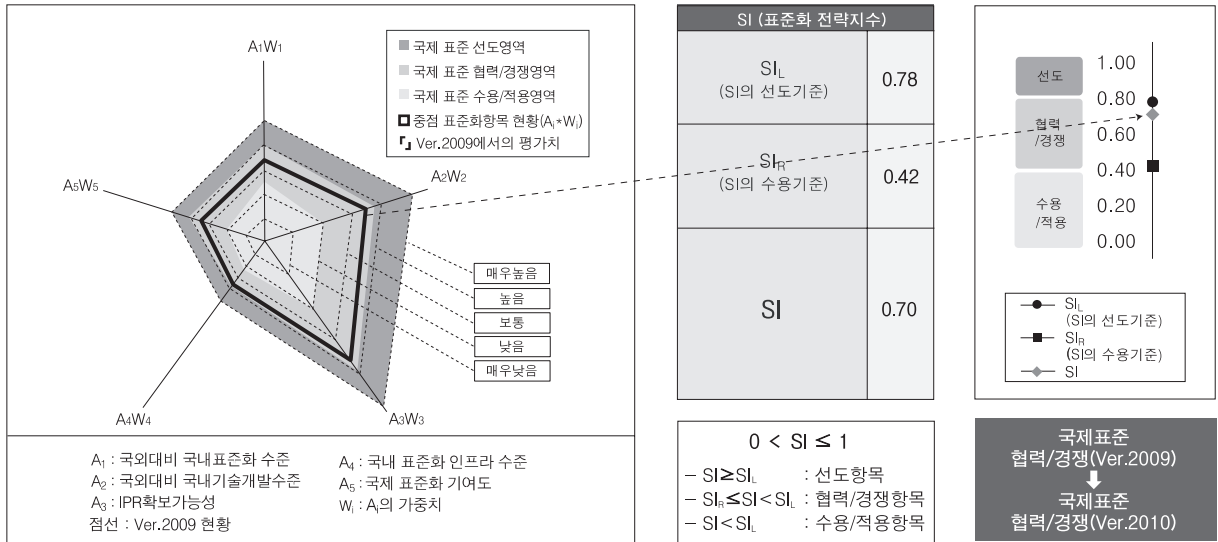 A₁W₁
A₂W₂
A₃W₃
A₄W₄
A₅W₅
국제 표준 선도영역
국제 표준 협력/경쟁영역
국제 표준 수용/적용영역
중점 표준화항목 현황(Aᵢ*Wᵢ)
「」 Ver.2009에서의 평가치
매우높음
높음
보통
낮음
매우낮음
A₁ : 국외대비 국내표준화 수준
A₂ : 국외대비 국내기술개발수준
A₃ : IPR확보가능성
점선 : Ver.2009 현황
A₄ : 국내 표준화 인프라 수준
A₅ : 국제 표준화 기여도
Wᵢ : Aᵢ의 가중치
SI (표준화 전략지수)
SI_L
(SI의 선도기준)
0.78
SI_R
(SI의 수용기준)
0.42
SI
0.70
0 < SI ≤ 1
– SI≥SI_L : 선도항목
– SI_R≤SI<SI_L : 협력/경쟁항목
– SI<SI_L : 수용/적용항목
선도
협력
/경쟁
수용
/적용
1.00
0.80
0.60
0.40
0.20
0.00
SI_L
(SI의 선도기준)
SI_R
(SI의 수용기준)
SI
국제표준
협력/경쟁(Ver.2009)
국제표준
협력/경쟁(Ver.2010)